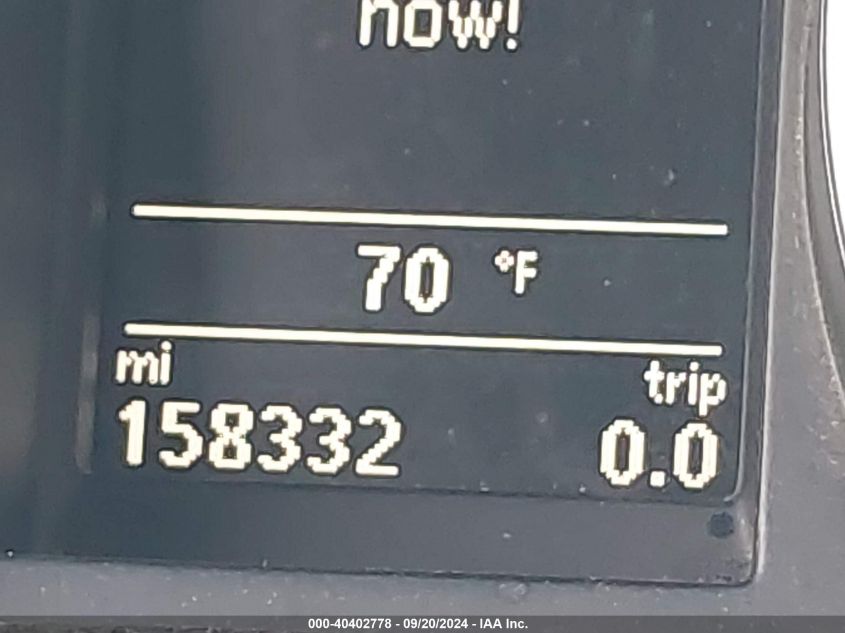 now!
70 °F
mi trip
158332 0.0
000-40402778 - 09/20/2024 - IAA Inc.